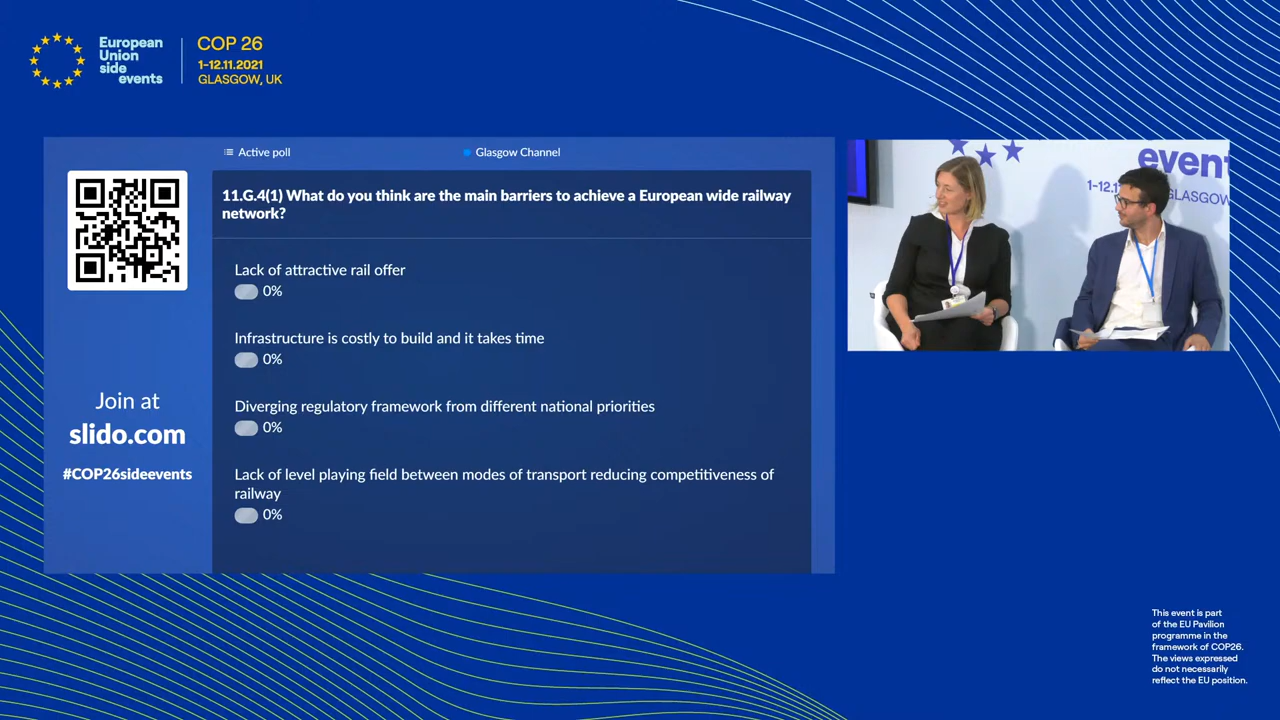 European
Union
side
events
COP 26
1-12.11.2021
GLASGOW, UK
Active poll
Glasgow Channel
11.G.4(1) What do you think are the main barriers to achieve a European wide railway
network?
Lack of attractive rail offer
0%
Infrastructure is costly to build and it takes time
0%
Diverging regulatory framework from different national priorities
0%
Lack of level playing field between modes of transport reducing competitiveness of
railway
0%
Join at
slido.com
#COP26sideevents
event
1-12.1
GLASGOW
This event is part
of the EU Pavilion
programme in the
framework of COP26.
The views expressed
do not necessarily
reflect the EU position.